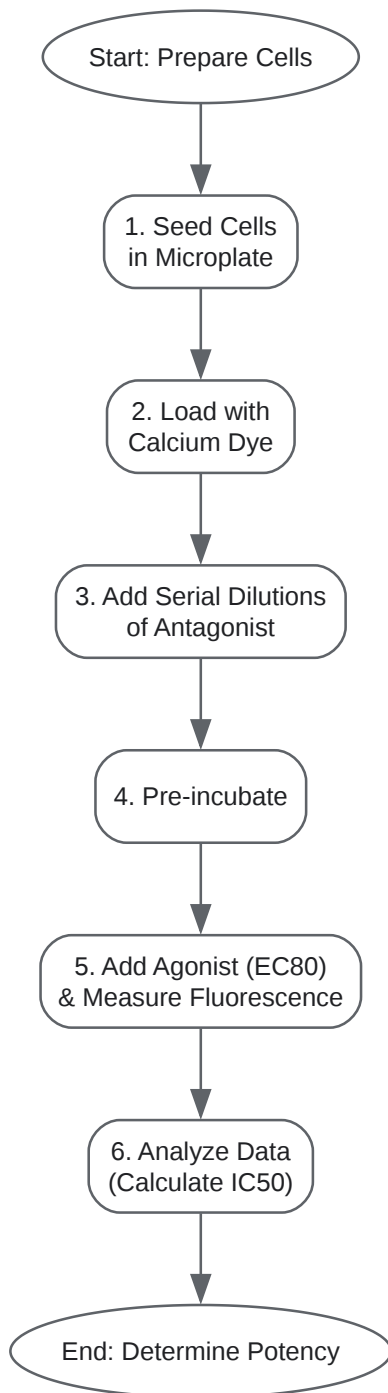 Start: Prepare Cells
1. Seed Cells
in Microplate
2. Load with
Calcium Dye
3. Add Serial Dilutions
of Antagonist
4. Pre-incubate
5. Add Agonist (EC80)
& Measure Fluorescence
6. Analyze Data
(Calculate IC50)
End: Determine Potency